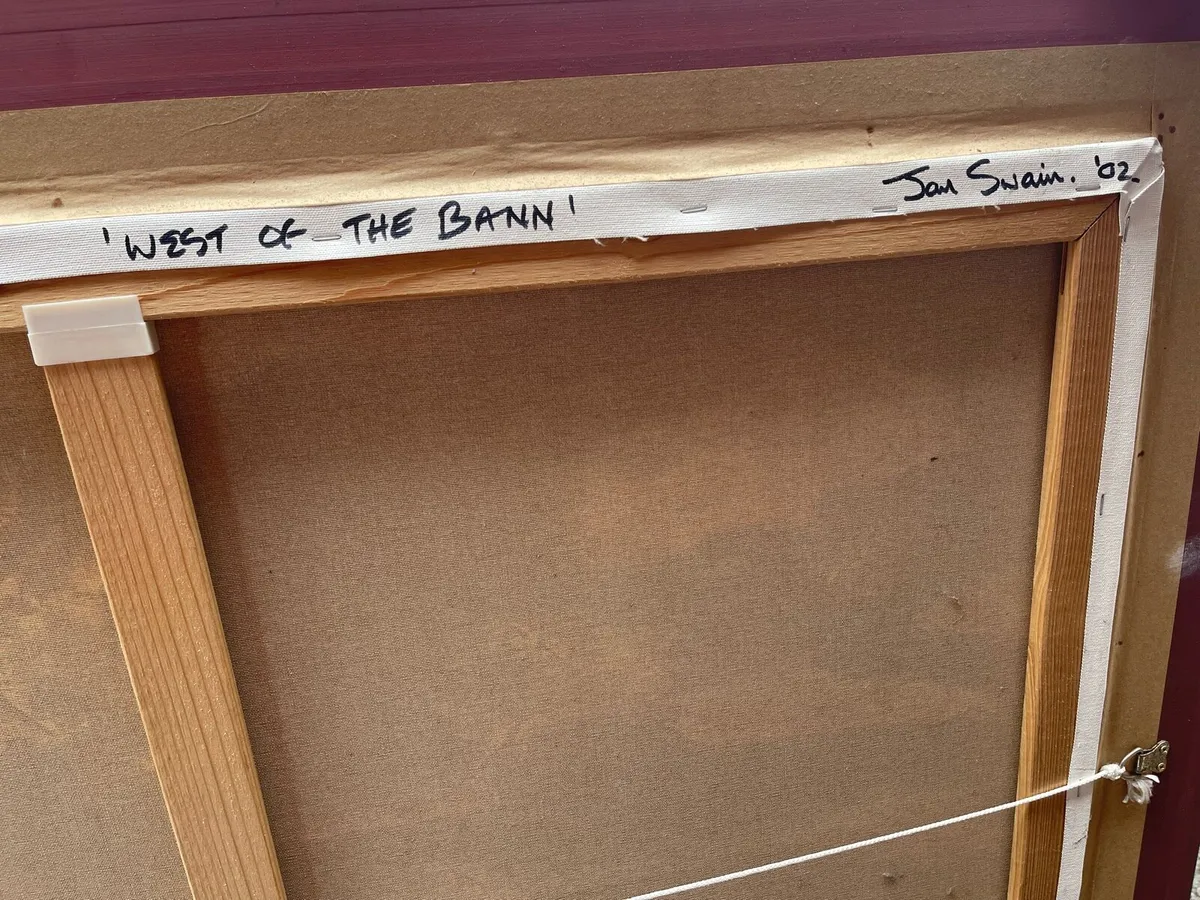 'WEST OF THE BANN'
Jan Swain. '02.